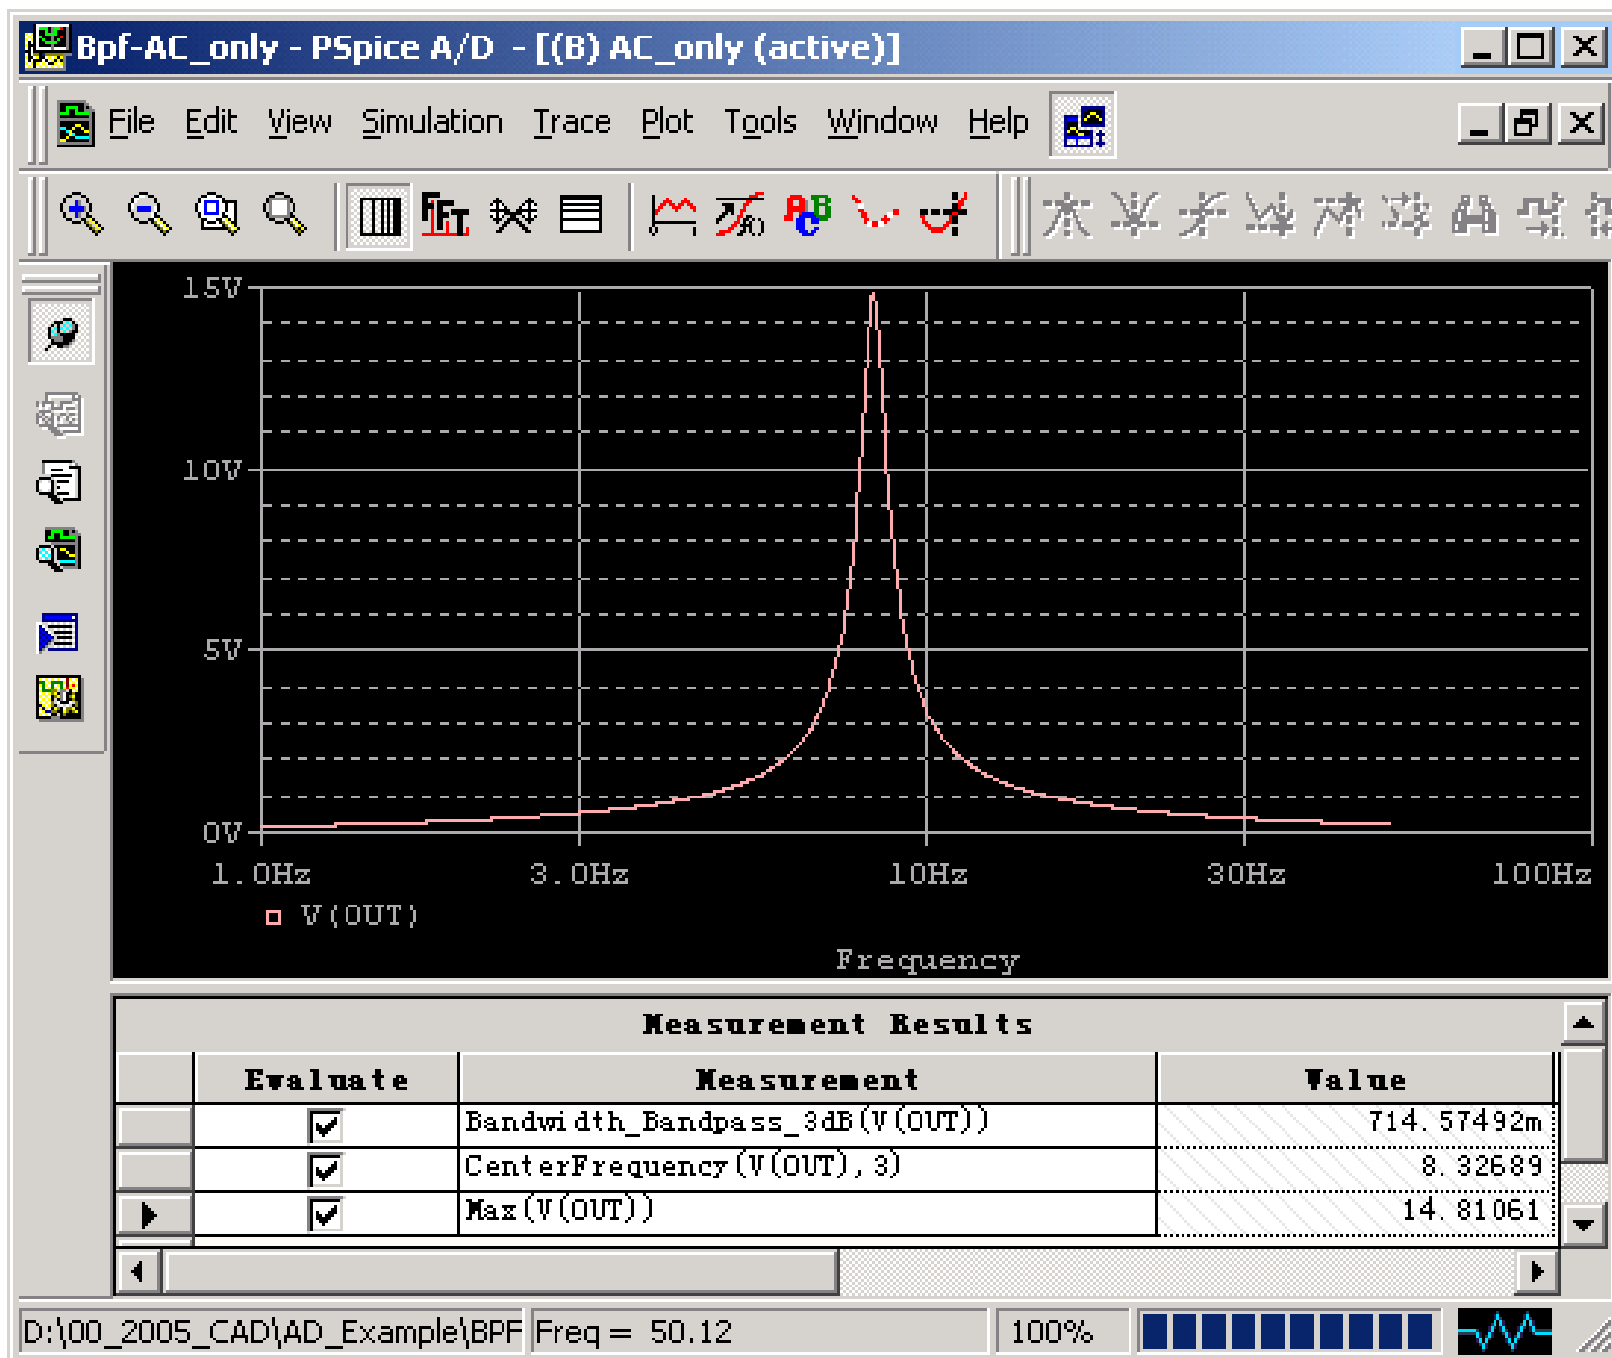 Bpf-AC_only - PSpice A/D - [(B) AC_only (active)]
File Edit View Simulation Trace Plot Tools Window Help
FFT ABC
15V
10V
5V
0V
1.0Hz 3.0Hz 10Hz 30Hz 100Hz
V(OUT)
Frequency
Measurement Results
Evaluate Measurement Value
Bandwidth_Bandpass_3dB(V(OUT)) 714.57492m
CenterFrequency(V(OUT),3) 8.32689
Max(V(OUT)) 14.81061
D:\00_2005_CAD\AD_Example\BPF Freq = 50.12 100%